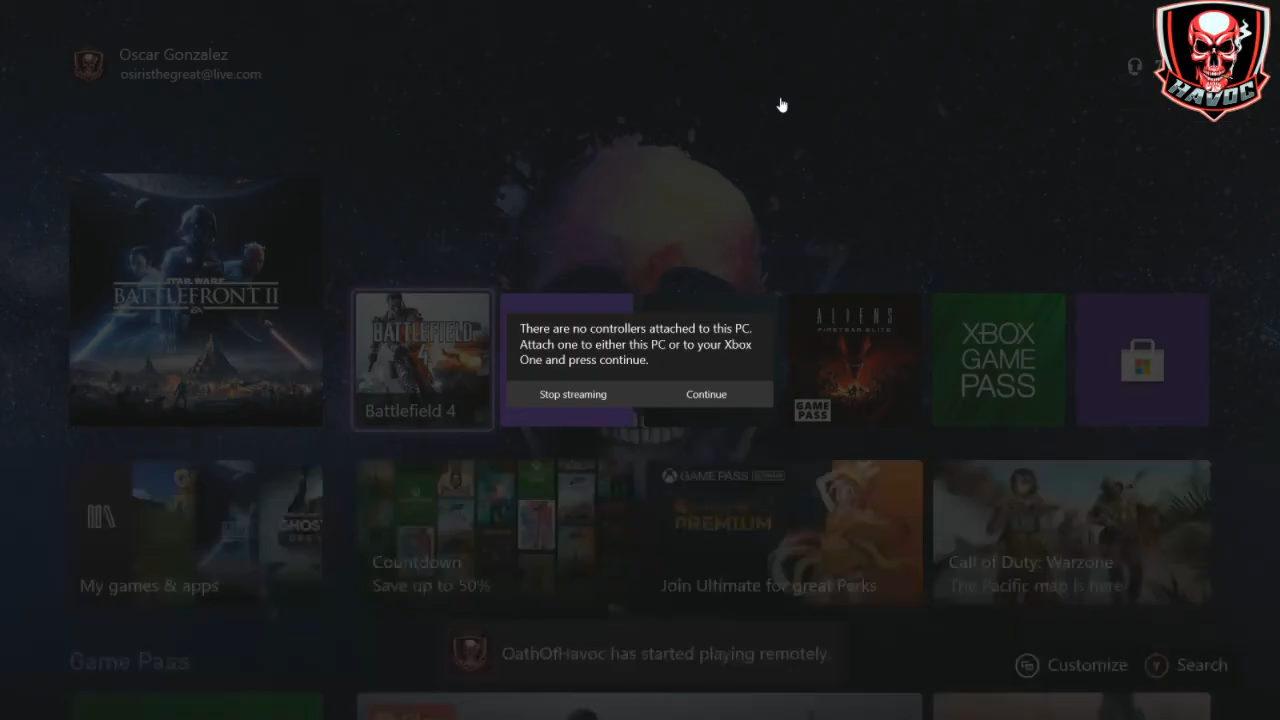 Oscar Gonzalez
osiristhegreat@live.com
HAVOC
STAR WARS
BATTLEFRONT II
BATTLEFIELD
4
Battlefield 4
There are no controllers attached to this PC.
Attach one to either this PC or to your Xbox
One and press continue.
Stop streaming
Continue
ALIENS
FIRETEAM ELITE
GAME
PASS
XBOX
GAME
PASS
GHOST
My games & apps
Countdown
Save up to 50%
GAME PASS ULTIMATE
PREMIUM
Join Ultimate for great Perks
Call of Duty: Warzone
The Pacific map is here
OathOfHavoc has started playing remotely.
Game Pass
Customize
Y
Search